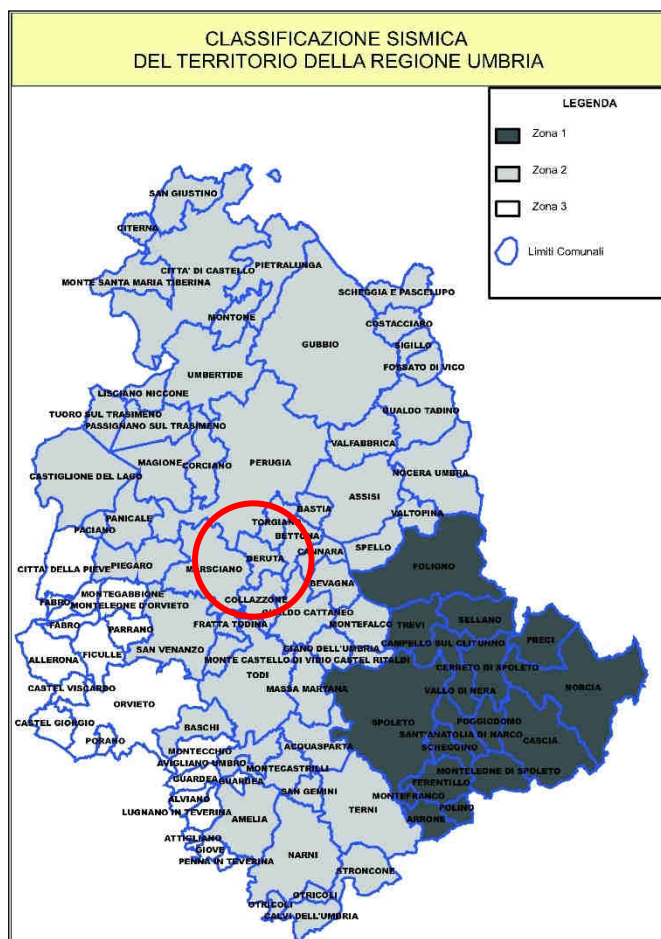 CLASSIFICAZIONE SISMICA
DEL TERRITORIO DELLA REGIONE UMBRIA
LEGENDA
Zona 1
Zona 2
Zona 3
Limiti Comunali
SAN GIUSTINO
CITERNA
CITTA' DI CASTELLO
PIETRALUNGA
MONTE SANTA MARIA TIBERINA
SCHEGGIA E PASCELUPO
MONTONE
COSTACCIARO
GUBBIO
SIGILLO
FOSSATO DI VICO
UMBERTIDE
LISCIANO NICCONE
TUORO SUL TRASIMENO
GUALDO TADINO
PASSIGNANO SUL TRASIMENO
VALFABBRICA
MAGIONE
CORCIANO
PERUGIA
CASTIGLIONE DEL LAGO
NOCERA UMBRA
ASSISI
BASTIA
VALTOPINA
PANICALE
TORGIANO
PACIANO
BETTONA
SPELLO
CANNARA
DERUTA
CITTA' DELLA PIEVE
PIEGARO
MARSCIANO
FOLIGNO
BEVAGNA
MONTEGABBIONE
COLLAZZONE
FABRO
MONTELEONE D'ORVIETO
GUALDO CATTANEO
FABRO
PARRANO
FRATTA TODINA
MONTEFALCO
TREVI
SELLANO
ALLERONA
FICULLE
SAN VENANZO
GIANO DELL'UMBRIA
CAMPELLO SUL CLITUNNO
PRECI
MONTE CASTELLO DI VIBIO
CASTEL RITALDI
CERRETO DI SPOLETO
TODI
CASTEL VISCARDO
MASSA MARTANA
VALLO DI NERA
NORCIA
ORVIETO
CASTEL GIORGIO
SPOLETO
POGGIODOMO
BASCHI
SANT'ANATOLIA DI NARCO
PORANO
CASCIA
MONTECCHIO
ACQUASPARTA
SCHEGGINO
AVIGLIANO UMBRO
MONTECASTRILLI
MONTELEONE DI SPOLETO
GUARDEA
GUARDEA
FERENTILLO
SAN GEMINI
ALVIANO
MONTEFRANCO
POLINO
LUGNANO IN TEVERINA
AMELIA
TERNI
ARRONE
ATTIGLIANO
GIOVE
NARNI
PENNA IN TEVERINA
STRONCONE
OTRICOLI
OTRICOLI
CALVI DELL'UMBRIA